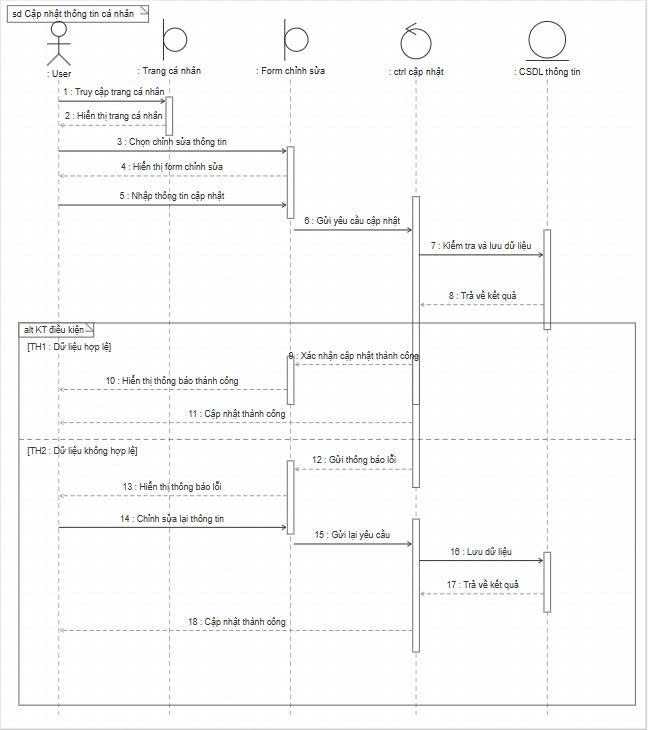 sd Cập nhật thông tin cá nhân
: User
: Trang cá nhân
: Form chỉnh sửa
: ctrl cập nhật
: CSDL thông tin
1 : Truy cập trang cá nhân
2 : Hiển thị trang cá nhân
3 : Chọn chỉnh sửa thông tin
4 : Hiển thị form chỉnh sửa
5 : Nhập thông tin cập nhật
6 : Gửi yêu cầu cập nhật
7 : Kiểm tra và lưu dữ liệu
8 : Trả về kết quả
alt KT điều kiện
[TH1 : Dữ liệu hợp lệ]
9 : Xác nhận cập nhật thành công
10 : Hiển thị thông báo thành công
11 : Cập nhật thành công
[TH2 : Dữ liệu không hợp lệ]
12 : Gửi thông báo lỗi
13 : Hiển thị thông báo lỗi
14 : Chỉnh sửa lại thông tin
15 : Gửi lại yêu cầu
16 : Lưu dữ liệu
17 : Trả về kết quả
18 : Cập nhật thành công